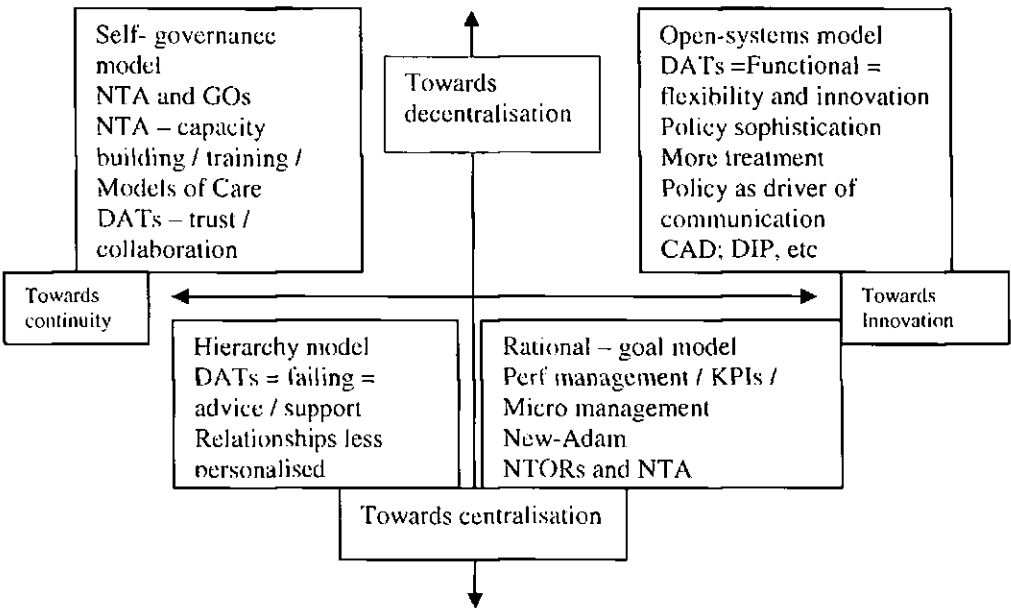 Self- governance
model
NTA and GOs
NTA – capacity
building / training /
Models of Care
DATs – trust /
collaboration
Towards
decentralisation
Open-systems model
DATs =Functional =
flexibility and innovation
Policy sophistication
More treatment
Policy as driver of
communication
CAD; DIP, etc
Towards
continuity
Towards
Innovation
Hierarchy model
DATs = failing =
advice / support
Relationships less
personalised
Rational – goal model
Perf management / KPIs /
Micro management
New-Adam
NTORs and NTA
Towards centralisation